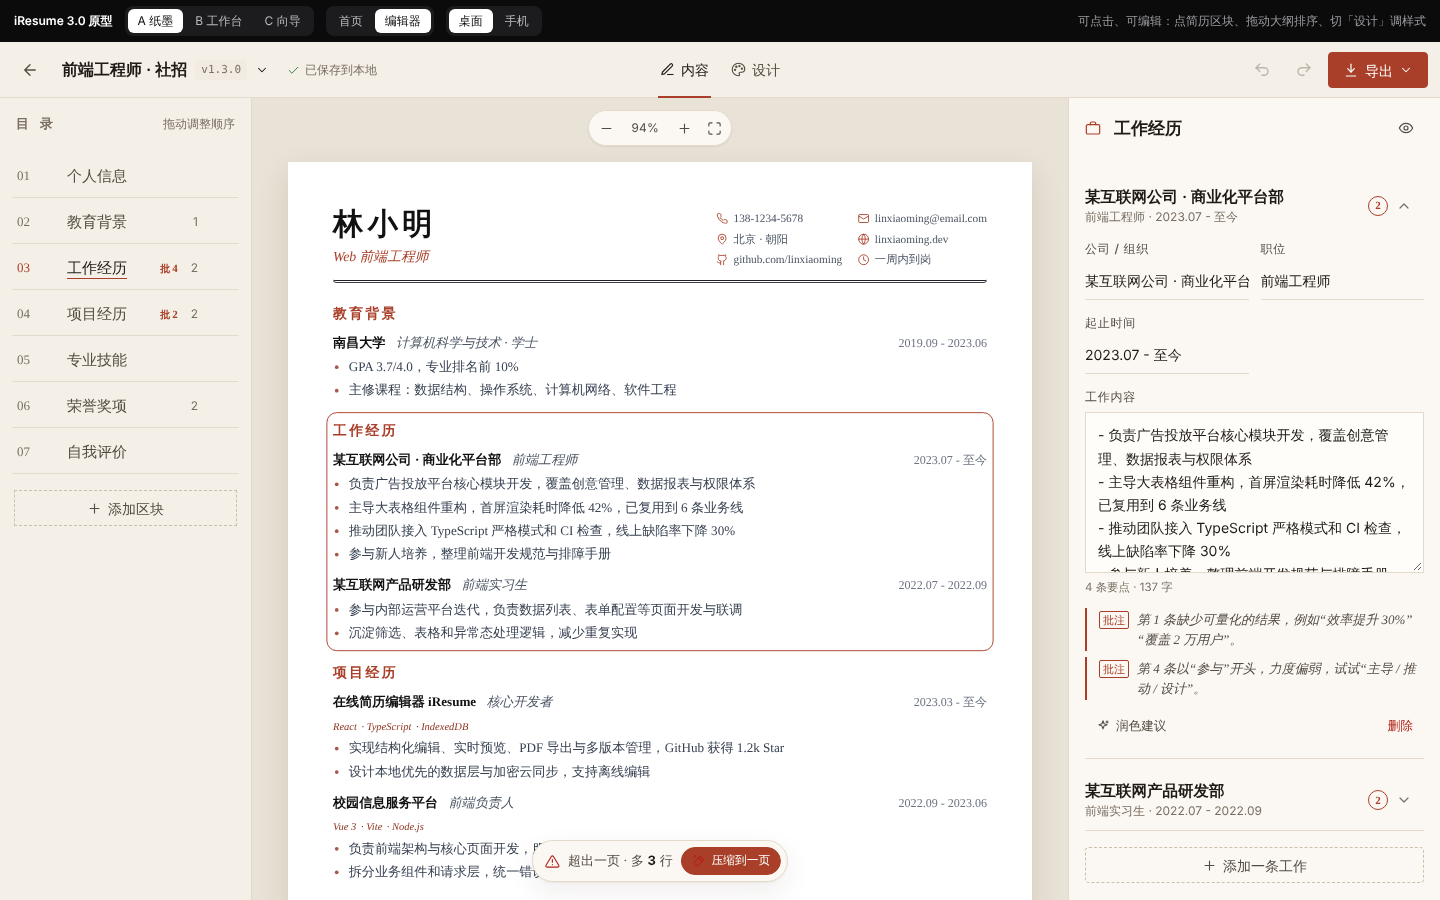 iResume 3.0 原型
A 纸墨
B 工作台
C 向导
首页
编辑器
桌面
手机
可点击、可编辑：点简历区块、拖动大纲排序、切「设计」调样式
前端工程师 · 社招
v1.3.0
已保存到本地
内容
设计
导出
目 录
拖动调整顺序
01 个人信息
02 教育背景 1
03 工作经历 批 4 2
04 项目经历 批 2 2
05 专业技能
06 荣誉奖项 2
07 自我评价
添加区块
94%
林小明
Web 前端工程师
138-1234-5678
linxiaoming@email.com
北京 · 朝阳
linxiaoming.dev
github.com/linxiaoming
一周内到岗
教育背景
南昌大学 计算机科学与技术 · 学士 2019.09 - 2023.06
• GPA 3.7/4.0，专业排名前 10%
• 主修课程：数据结构、操作系统、计算机网络、软件工程
工作经历
某互联网公司 · 商业化平台部 前端工程师 2023.07 - 至今
• 负责广告投放平台核心模块开发，覆盖创意管理、数据报表与权限体系
• 主导大表格组件重构，首屏渲染耗时降低 42%，已复用到 6 条业务线
• 推动团队接入 TypeScript 严格模式和 CI 检查，线上缺陷率下降 30%
• 参与新人培养，整理前端开发规范与排障手册
某互联网产品研发部 前端实习生 2022.07 - 2022.09
• 参与内部运营平台迭代，负责数据列表、表单配置等页面开发与联调
• 沉淀筛选、表格和异常态处理逻辑，减少重复实现
项目经历
在线简历编辑器 iResume 核心开发者 2023.03 - 至今
React · TypeScript · IndexedDB
• 实现结构化编辑、实时预览、PDF 导出与多版本管理，GitHub 获得 1.2k Star
• 设计本地优先的数据层与加密云同步，支持离线编辑
校园信息服务平台 前端负责人 2022.09 - 2023.06
Vue 3 · Vite · Node.js
• 负责前端架构与核心页面开发，
• 拆分业务组件和请求层，统一错
超出一页 · 多 3 行
压缩到一页
工作经历
某互联网公司 · 商业化平台部
前端工程师 · 2023.07 - 至今
2
公司 / 组织
职位
某互联网公司 · 商业化平台
前端工程师
起止时间
2023.07 - 至今
工作内容
- 负责广告投放平台核心模块开发，覆盖创意管
理、数据报表与权限体系
- 主导大表格组件重构，首屏渲染耗时降低 42%，
已复用到 6 条业务线
- 推动团队接入 TypeScript 严格模式和 CI 检查，
线上缺陷率下降 30%
- 参与新人培养，整理前端开发规范与排障手册
4 条要点 · 137 字
批注 第 1 条缺少可量化的结果，例如“效率提升 30%”
“覆盖 2 万用户”。
批注 第 4 条以“参与”开头，力度偏弱，试试“主导 / 推
动 / 设计”。
润色建议
删除
某互联网产品研发部
前端实习生 · 2022.07 - 2022.09
2
添加一条工作